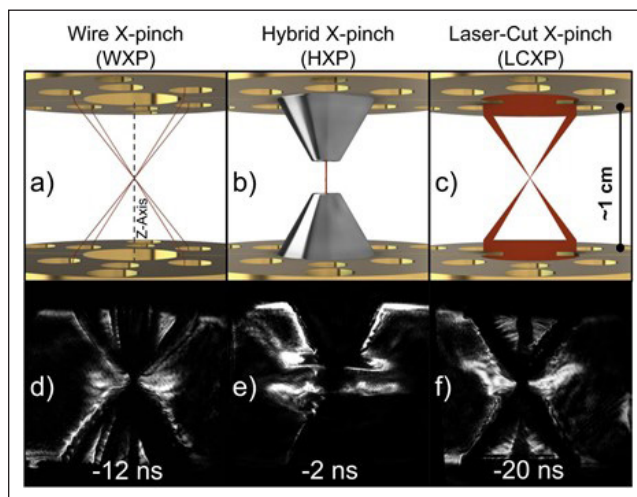 Wire X-pinch Hybrid X-pinch Laser-Cut X-pinch
(WXP) (HXP) (LCXP)
a) Z-Axis b) c) ~1 cm
d) e) f)
-12 ns -2 ns -20 ns